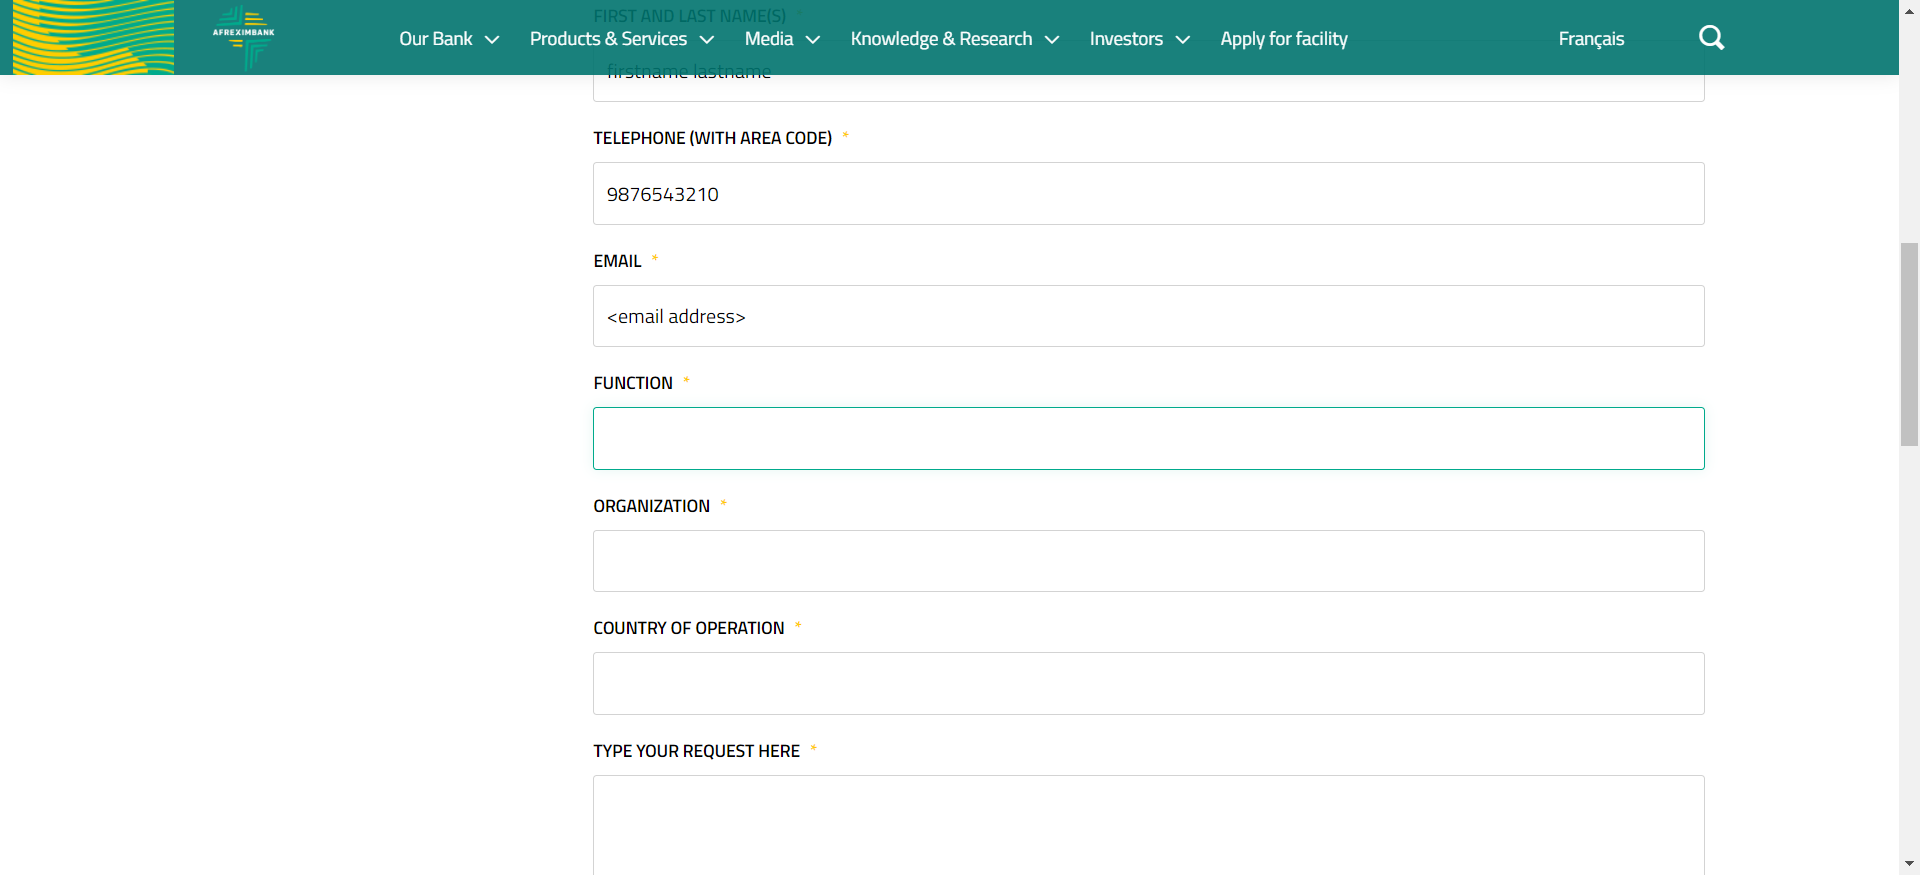 FIRST AND LAST NAME(S) *
AFREXIMBANK
Our Bank
Products & Services
Media
Knowledge & Research
Investors
Apply for facility
Français
firstname lastname
TELEPHONE (WITH AREA CODE) *
9876543210
EMAIL *
<email address>
FUNCTION *
ORGANIZATION *
COUNTRY OF OPERATION *
TYPE YOUR REQUEST HERE *